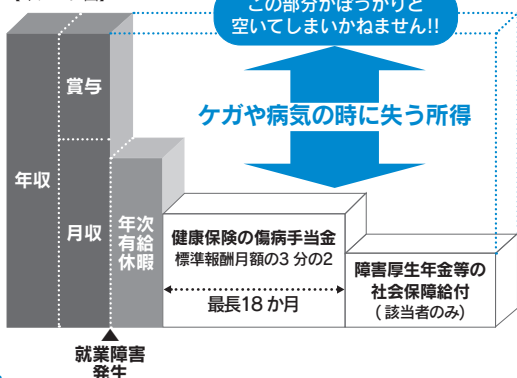 この部分がぽっかりと
空いてしまいかねません!!
ケガや病気の時に失う所得
賞与
年収
月収
年次
有給
休暇
健康保険の傷病手当金
標準報酬月額の3 分の2
最長18 か月
障害厚生年金等の
社会保障給付
(該当者のみ)
就業障害
発生